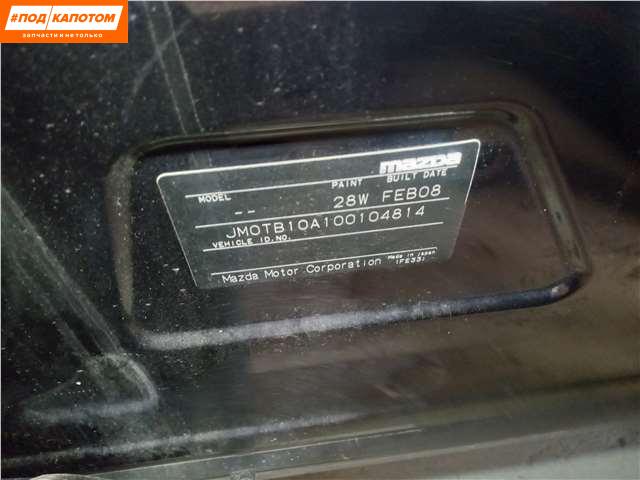 #ПОД КАПОТОМ
запчасти и не только
mazda
MODEL PAINT BUILT DATE
-- 28W FEB08
JM0TB10A100104814
VEHICLE ID.NO.
Mazda Motor Corporation Made in Japan
(FE33)